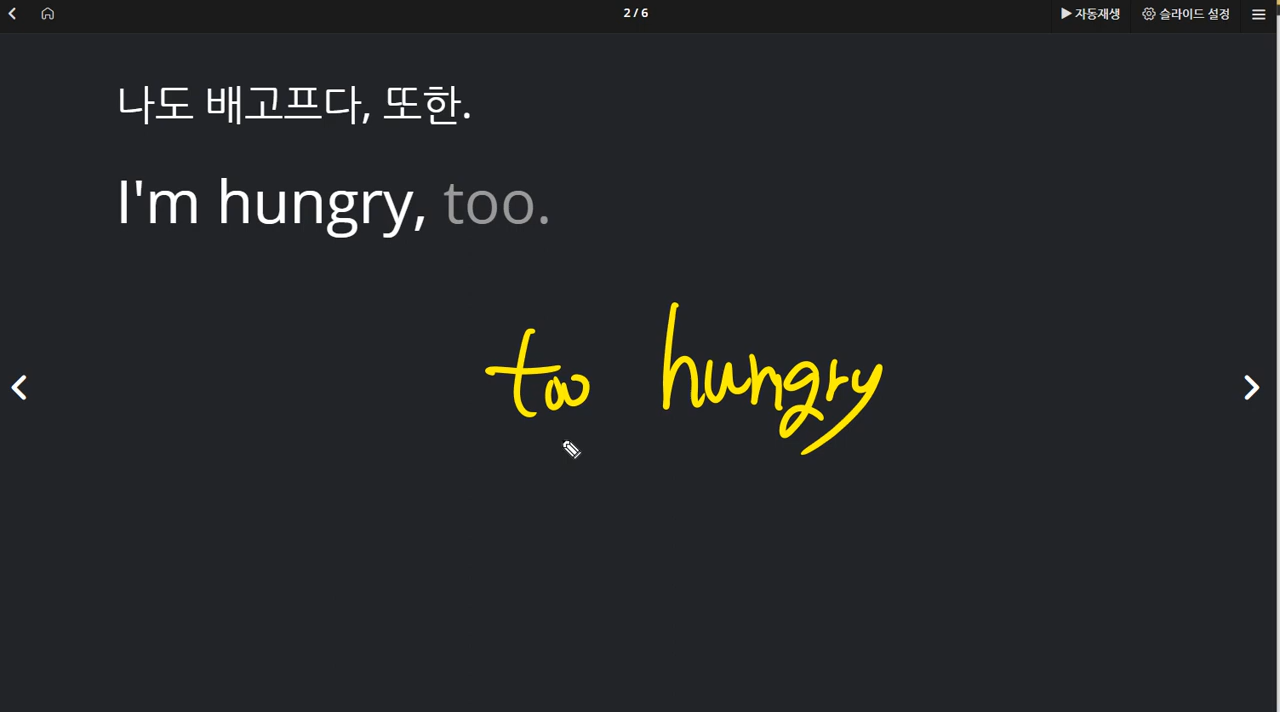 2 / 6
자동재생
슬라이드 설정
나도 배고프다, 또한.
I'm hungry, too.
too hungry